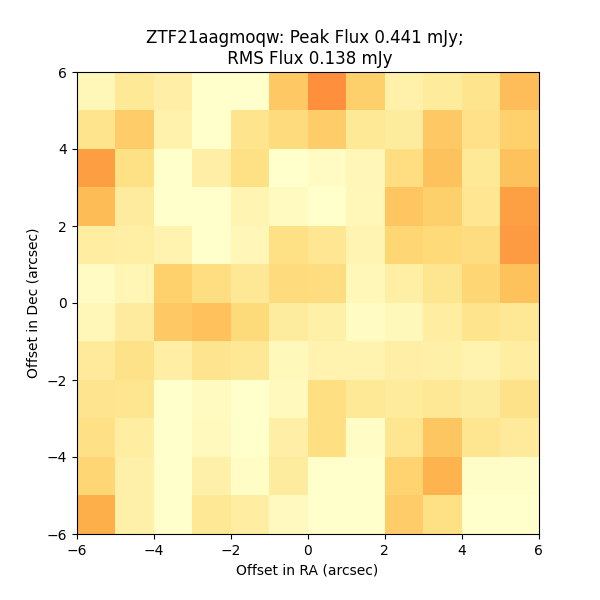 ZTF21aagmoqw: Peak Flux 0.441 mJy;
RMS Flux 0.138 mJy
6
4
2
0
−2
−4
−6
Offset in Dec (arcsec)
−6 −4 −2 0 2 4 6
Offset in RA (arcsec)